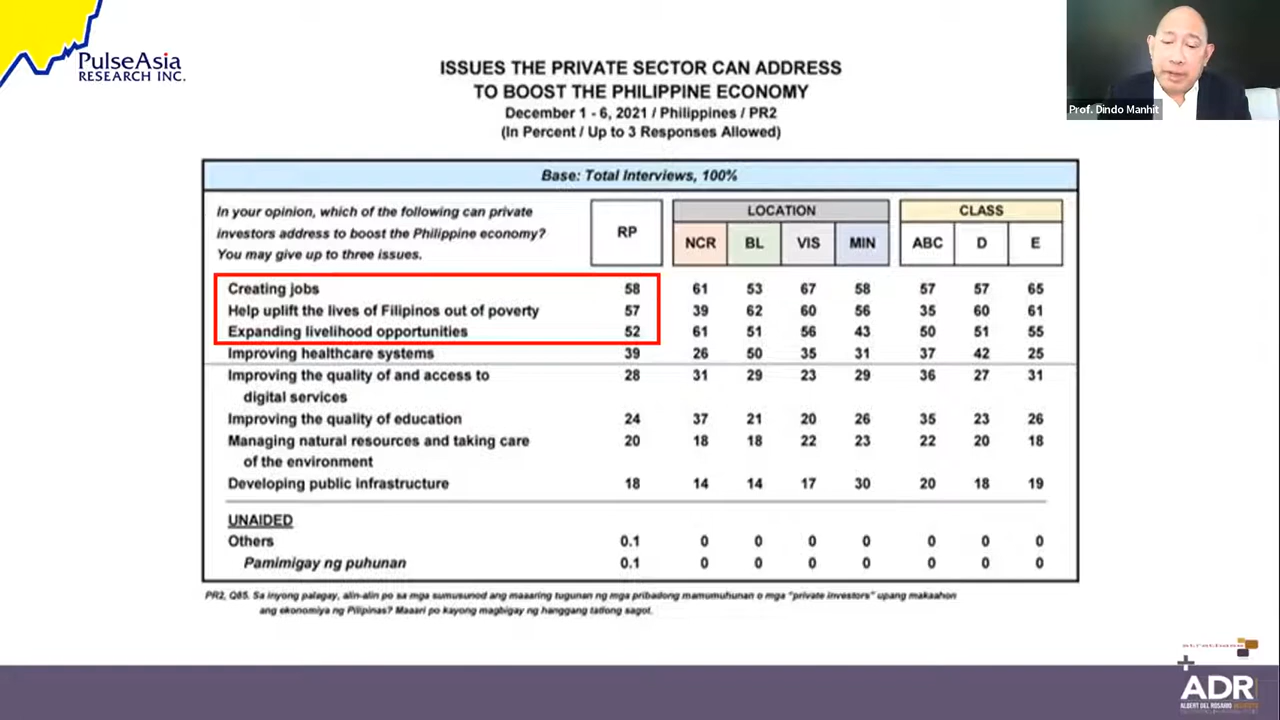 PulseAsia
RESEARCH INC.
Prof. Dindo Manhit
ISSUES THE PRIVATE SECTOR CAN ADDRESS
TO BOOST THE PHILIPPINE ECONOMY
December 1 - 6, 2021 / Philippines / PR2
(In Percent / Up to 3 Responses Allowed)
Base: Total Interviews, 100%
In your opinion, which of the following can private
investors address to boost the Philippine economy?
You may give up to three issues.
RP LOCATION CLASS
NCR BL VIS MIN ABC D E
Creating jobs 58 61 53 67 58 57 57 65
Help uplift the lives of Filipinos out of poverty 57 39 62 60 56 35 60 61
Expanding livelihood opportunities 52 61 51 56 43 50 51 55
Improving healthcare systems 39 26 50 35 31 37 42 25
Improving the quality of and access to 28 31 29 23 29 36 27 31
digital services
Improving the quality of education 24 37 21 20 26 35 23 26
Managing natural resources and taking care 20 18 18 22 23 22 20 18
of the environment
Developing public infrastructure 18 14 14 17 30 20 18 19
UNAIDED
Others 0.1 0 0 0 0 0 0 0
Pamimigay ng puhunan 0.1 0 0 0 0 0 0 0
PR2, Q85. Sa inyong palagay, alin-alin po sa mga sumusunod ang maaaring tugunan ng mga pribadong mamumuhunan o mga "private investors" upang makaahon
ang ekonomiya ng Pilipinas? Maaari po kayong magbigay ng hanggang tatlong sagot.
ADR
ALBERT DEL ROSARIO INSTITUTE